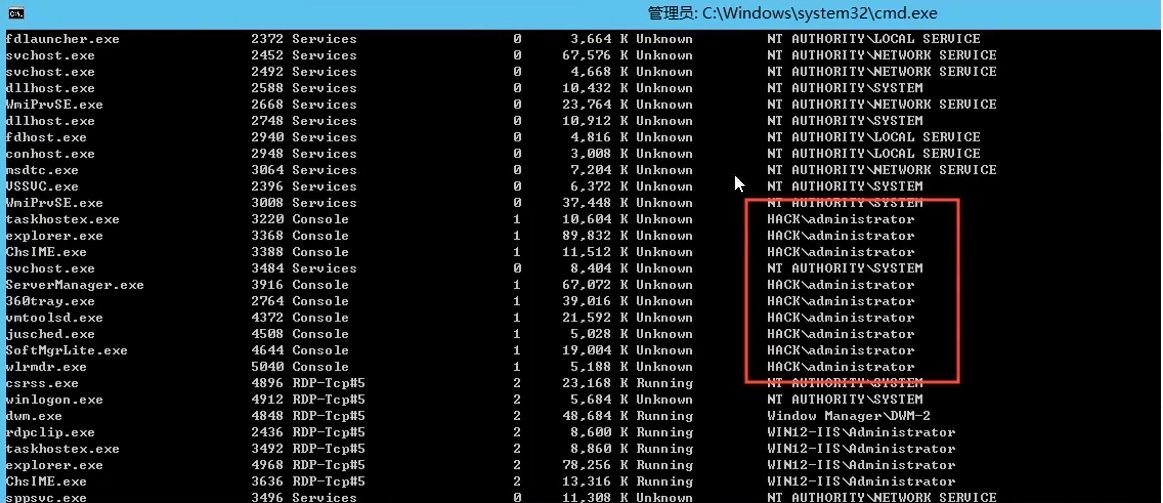 管理员: C:\Windows\system32\cmd.exe
fdlauncher.exe 2372 Services 0 3,664 K Unknown NT AUTHORITY\LOCAL SERVICE
svchost.exe 2452 Services 0 67,576 K Unknown NT AUTHORITY\NETWORK SERVICE
svchost.exe 2492 Services 0 4,668 K Unknown NT AUTHORITY\NETWORK SERVICE
dllhost.exe 2588 Services 0 10,432 K Unknown NT AUTHORITY\SYSTEM
WmiPrvSE.exe 2668 Services 0 23,764 K Unknown NT AUTHORITY\NETWORK SERVICE
dllhost.exe 2748 Services 0 10,912 K Unknown NT AUTHORITY\SYSTEM
fdhost.exe 2940 Services 0 4,816 K Unknown NT AUTHORITY\LOCAL SERVICE
conhost.exe 2948 Services 0 3,008 K Unknown NT AUTHORITY\LOCAL SERVICE
msdtc.exe 3064 Services 0 7,204 K Unknown NT AUTHORITY\NETWORK SERVICE
VSSVC.exe 2396 Services 0 6,372 K Unknown NT AUTHORITY\SYSTEM
WmiPrvSE.exe 3008 Services 0 37,448 K Unknown NT AUTHORITY\SYSTEM
taskhostex.exe 3220 Console 1 10,604 K Unknown HACK\administrator
explorer.exe 3368 Console 1 89,832 K Unknown HACK\administrator
ChsIME.exe 3388 Console 1 11,512 K Unknown HACK\administrator
svchost.exe 3484 Services 0 8,404 K Unknown NT AUTHORITY\SYSTEM
ServerManager.exe 3916 Console 1 67,072 K Unknown HACK\administrator
360tray.exe 2764 Console 1 39,016 K Unknown HACK\administrator
vmtoolsd.exe 4372 Console 1 21,592 K Unknown HACK\administrator
jusched.exe 4508 Console 1 5,028 K Unknown HACK\administrator
SoftMgrLite.exe 4644 Console 1 19,004 K Unknown HACK\administrator
wlrmdr.exe 5040 Console 1 5,188 K Unknown HACK\administrator
csrss.exe 4896 RDP-Tcp#5 2 23,168 K Running NT AUTHORITY\SYSTEM
winlogon.exe 4912 RDP-Tcp#5 2 5,684 K Unknown NT AUTHORITY\SYSTEM
dwm.exe 4848 RDP-Tcp#5 2 48,684 K Running Window Manager\DWM-2
rdpclip.exe 2436 RDP-Tcp#5 2 8,600 K Running WIN12-IIS\Administrator
taskhostex.exe 3492 RDP-Tcp#5 2 8,860 K Running WIN12-IIS\Administrator
explorer.exe 4968 RDP-Tcp#5 2 78,256 K Running WIN12-IIS\Administrator
ChsIME.exe 3636 RDP-Tcp#5 2 13,316 K Running WIN12-IIS\Administrator
sppsvc.exe 3496 Services 0 11,308 K Unknown NT AUTHORITY\NETWORK SERVICE